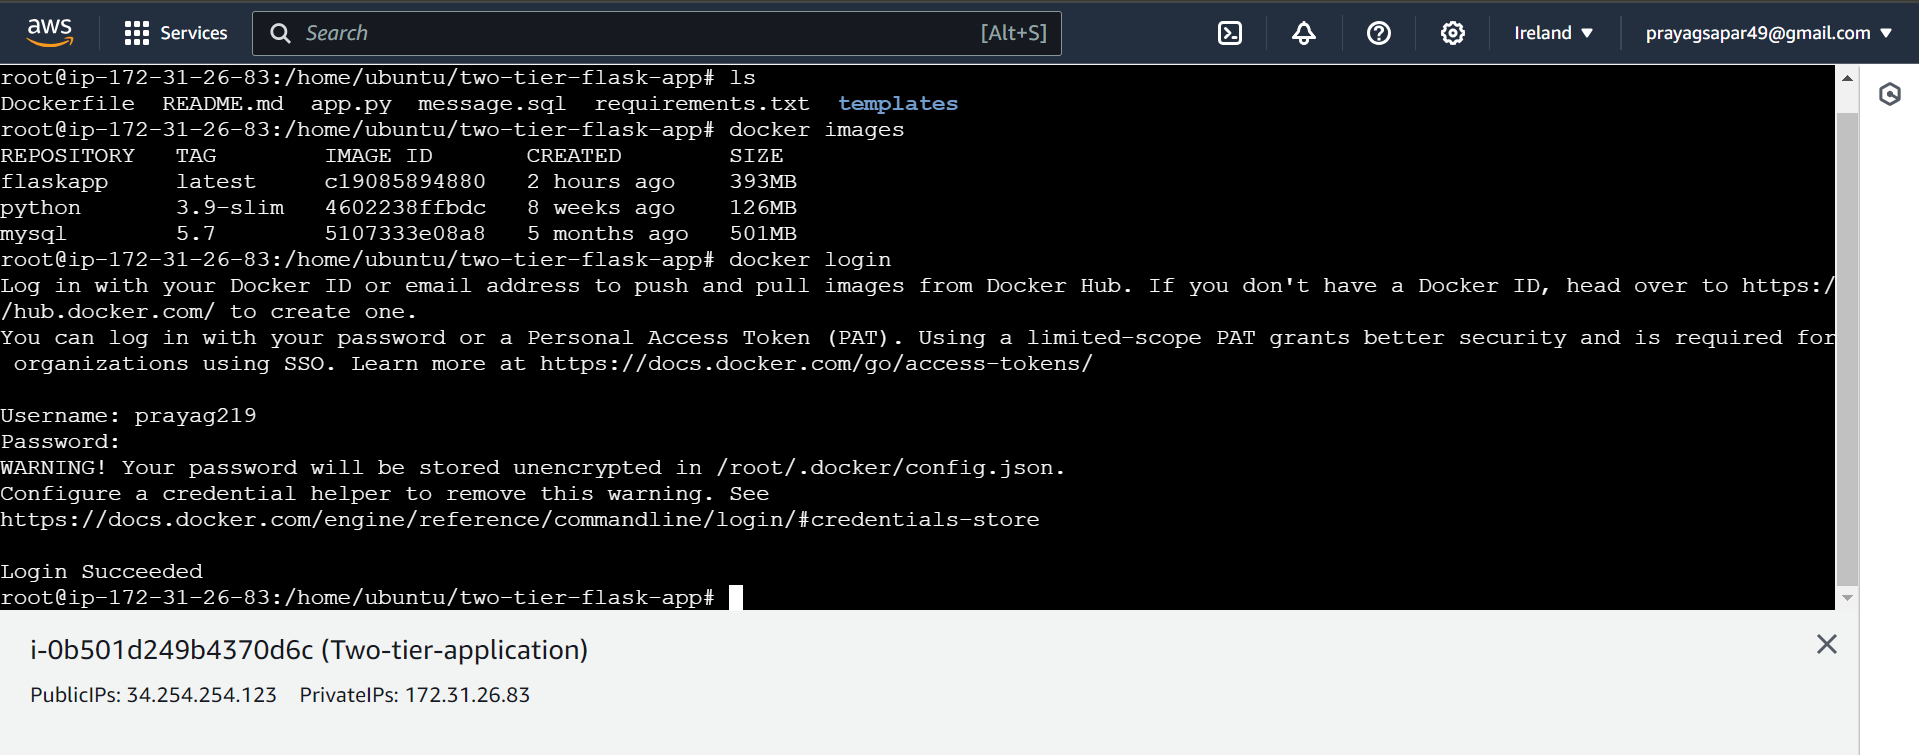 aws Services Search [Alt+S] Ireland ▼ prayagsapar49@gmail.com ▼
root@ip-172-31-26-83:/home/ubuntu/two-tier-flask-app# ls
Dockerfile README.md app.py message.sql requirements.txt templates
root@ip-172-31-26-83:/home/ubuntu/two-tier-flask-app# docker images
REPOSITORY TAG IMAGE ID CREATED SIZE
flaskapp latest c19085894880 2 hours ago 393MB
python 3.9-slim 4602238ffbdc 8 weeks ago 126MB
mysql 5.7 5107333e08a8 5 months ago 501MB
root@ip-172-31-26-83:/home/ubuntu/two-tier-flask-app# docker login
Log in with your Docker ID or email address to push and pull images from Docker Hub. If you don't have a Docker ID, head over to https:/
/hub.docker.com/ to create one.
You can log in with your password or a Personal Access Token (PAT). Using a limited-scope PAT grants better security and is required for
organizations using SSO. Learn more at https://docs.docker.com/go/access-tokens/
Username: prayag219
Password:
WARNING! Your password will be stored unencrypted in /root/.docker/config.json.
Configure a credential helper to remove this warning. See
https://docs.docker.com/engine/reference/commandline/login/#credentials-store
Login Succeeded
root@ip-172-31-26-83:/home/ubuntu/two-tier-flask-app#
i-0b501d249b4370d6c (Two-tier-application)
PublicIPs: 34.254.254.123 PrivateIPs: 172.31.26.83